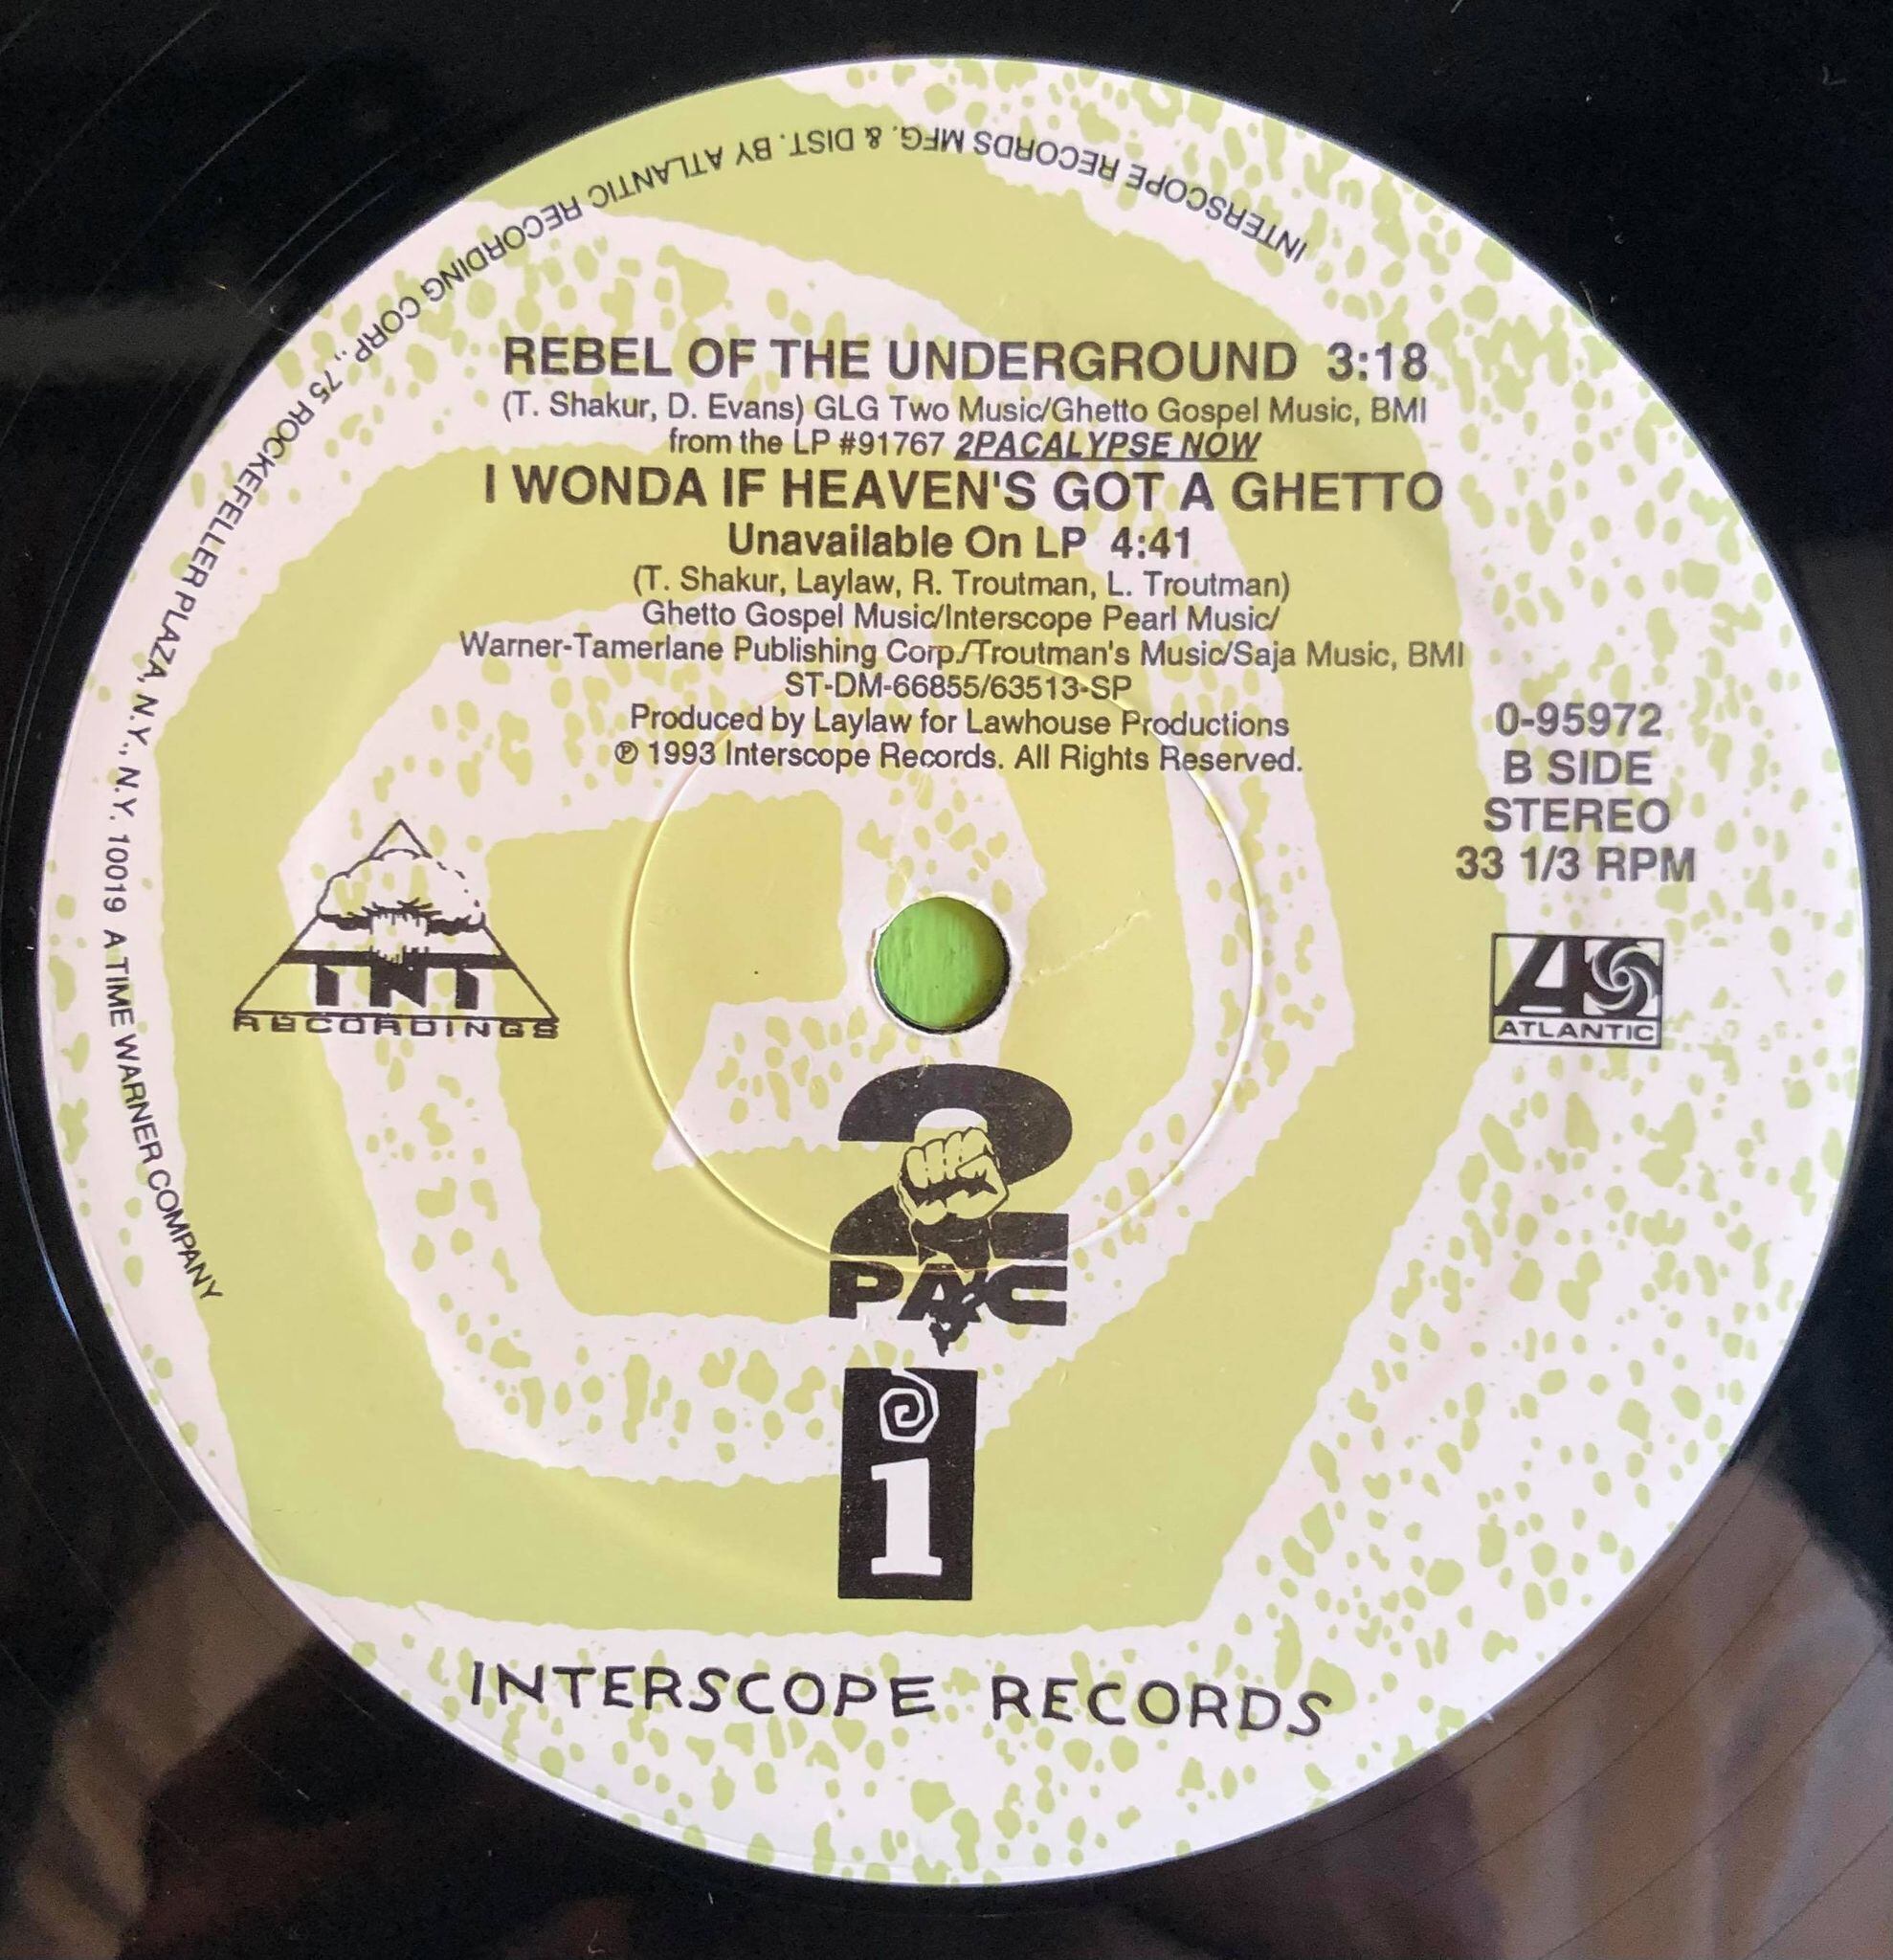 INTERSCOPE RECORDS MFG. & DIST. BY ATLANTIC RECORDING CORP., 75 ROCKEFELLER PLAZA, N.Y., N.Y. 10019 A TIME WARNER COMPANY
REBEL OF THE UNDERGROUND 3:18
(T. Shakur, D. Evans) GLG Two Music/Ghetto Gospel Music, BMI
from the LP #91767 2PACALYPSE NOW
I WONDA IF HEAVEN'S GOT A GHETTO
Unavailable On LP 4:41
(T. Shakur, Laylaw, R. Troutman, L. Troutman)
Ghetto Gospel Music/Interscope Pearl Music/
Warner-Tamerlane Publishing Corp./Troutman's Music/Saja Music, BMI
ST-DM-66855/63513-SP
Produced by Laylaw for Lawhouse Productions
℗ 1993 Interscope Records. All Rights Reserved.
0-95972
B SIDE
STEREO
33 1/3 RPM
TNT
RECORDINGS
A
ATLANTIC
2
PAC
i
INTERSCOPE RECORDS